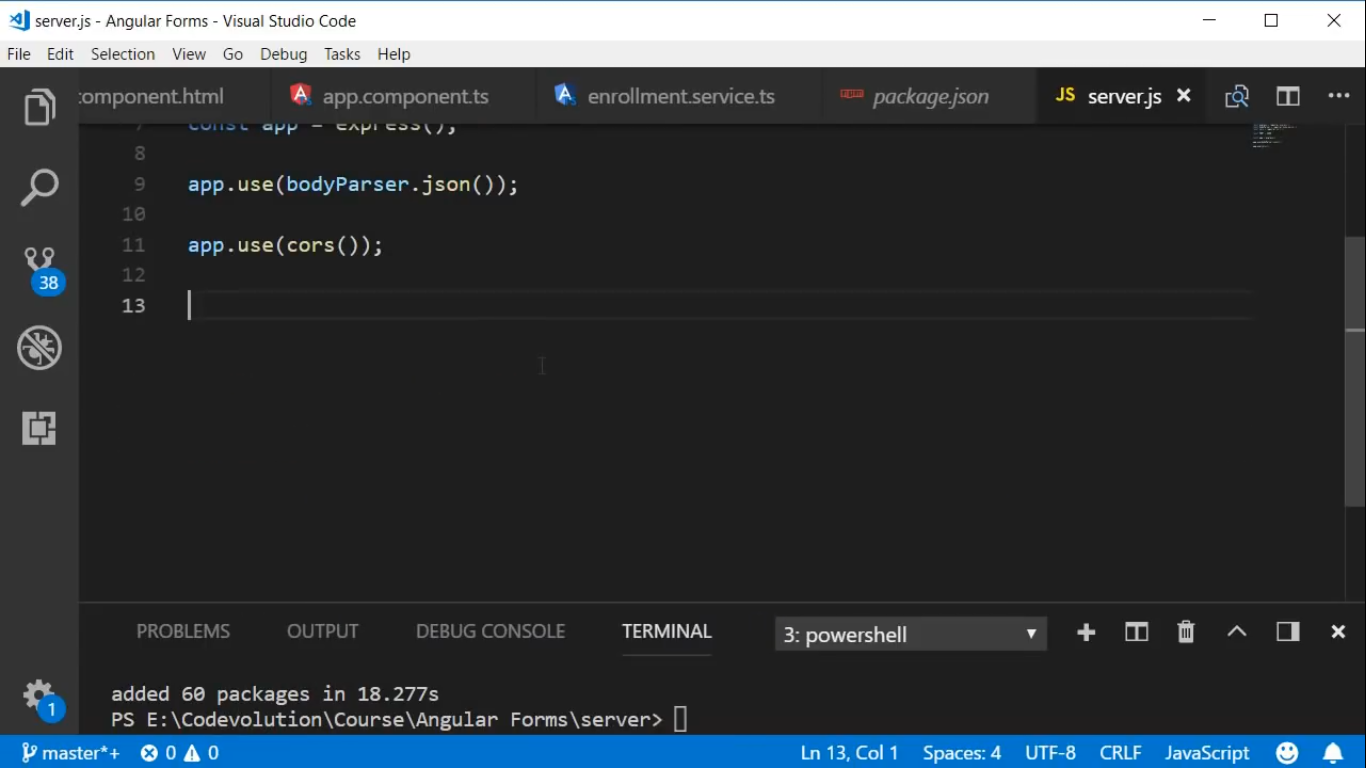 server.js - Angular Forms - Visual Studio Code
File Edit Selection View Go Debug Tasks Help
component.html app.component.ts enrollment.service.ts package.json JS server.js
7 const app = express();
8
9 app.use(bodyParser.json());
10
11 app.use(cors());
12
13
38
PROBLEMS OUTPUT DEBUG CONSOLE TERMINAL 3: powershell
added 60 packages in 18.277s
PS E:\Codevolution\Course\Angular Forms\server>
1
master*+ 0 0 Ln 13, Col 1 Spaces: 4 UTF-8 CRLF JavaScript